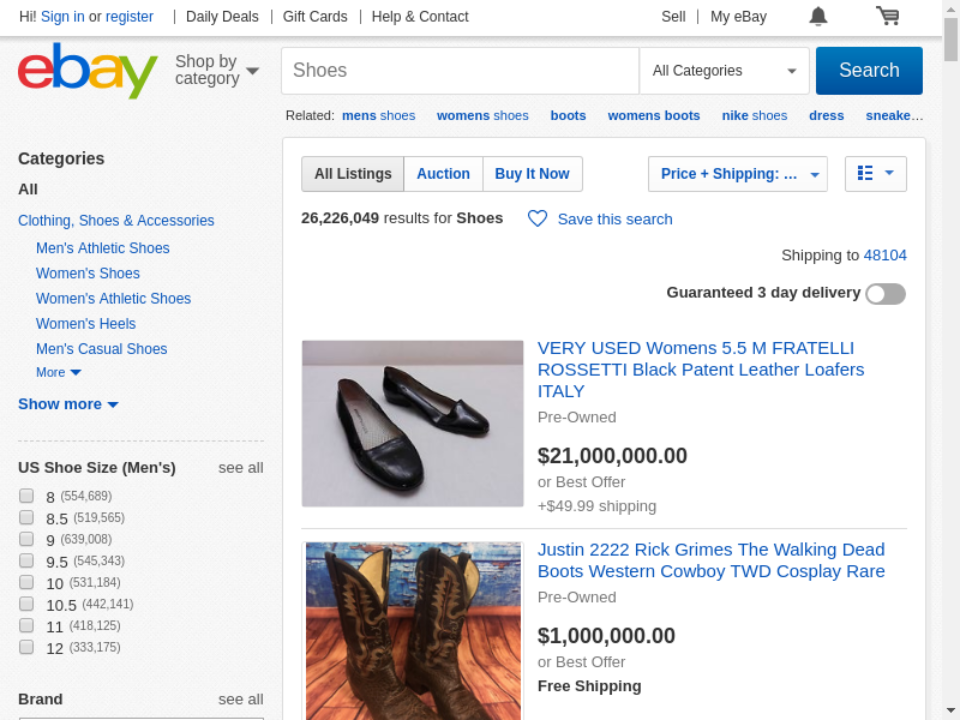 Hi! Sign in or register
Daily Deals
Gift Cards
Help & Contact
Sell
My eBay
ebay
Shop by
category
Shoes
All Categories
Search
Related: mens shoes womens shoes boots womens boots nike shoes dress sneake...
Categories
All
Clothing, Shoes & Accessories
Men's Athletic Shoes
Women's Shoes
Women's Athletic Shoes
Women's Heels
Men's Casual Shoes
More
Show more
US Shoe Size (Men's) see all
8 (554,689)
8.5 (519,565)
9 (639,008)
9.5 (545,343)
10 (531,184)
10.5 (442,141)
11 (418,125)
12 (333,175)
Brand see all
All Listings
Auction
Buy It Now
Price + Shipping: ...
26,226,049 results for Shoes
Save this search
Shipping to 48104
Guaranteed 3 day delivery
VERY USED Womens 5.5 M FRATELLI
ROSSETTI Black Patent Leather Loafers
ITALY
Pre-Owned
$21,000,000.00
or Best Offer
+$49.99 shipping
Justin 2222 Rick Grimes The Walking Dead
Boots Western Cowboy TWD Cosplay Rare
Pre-Owned
$1,000,000.00
or Best Offer
Free Shipping